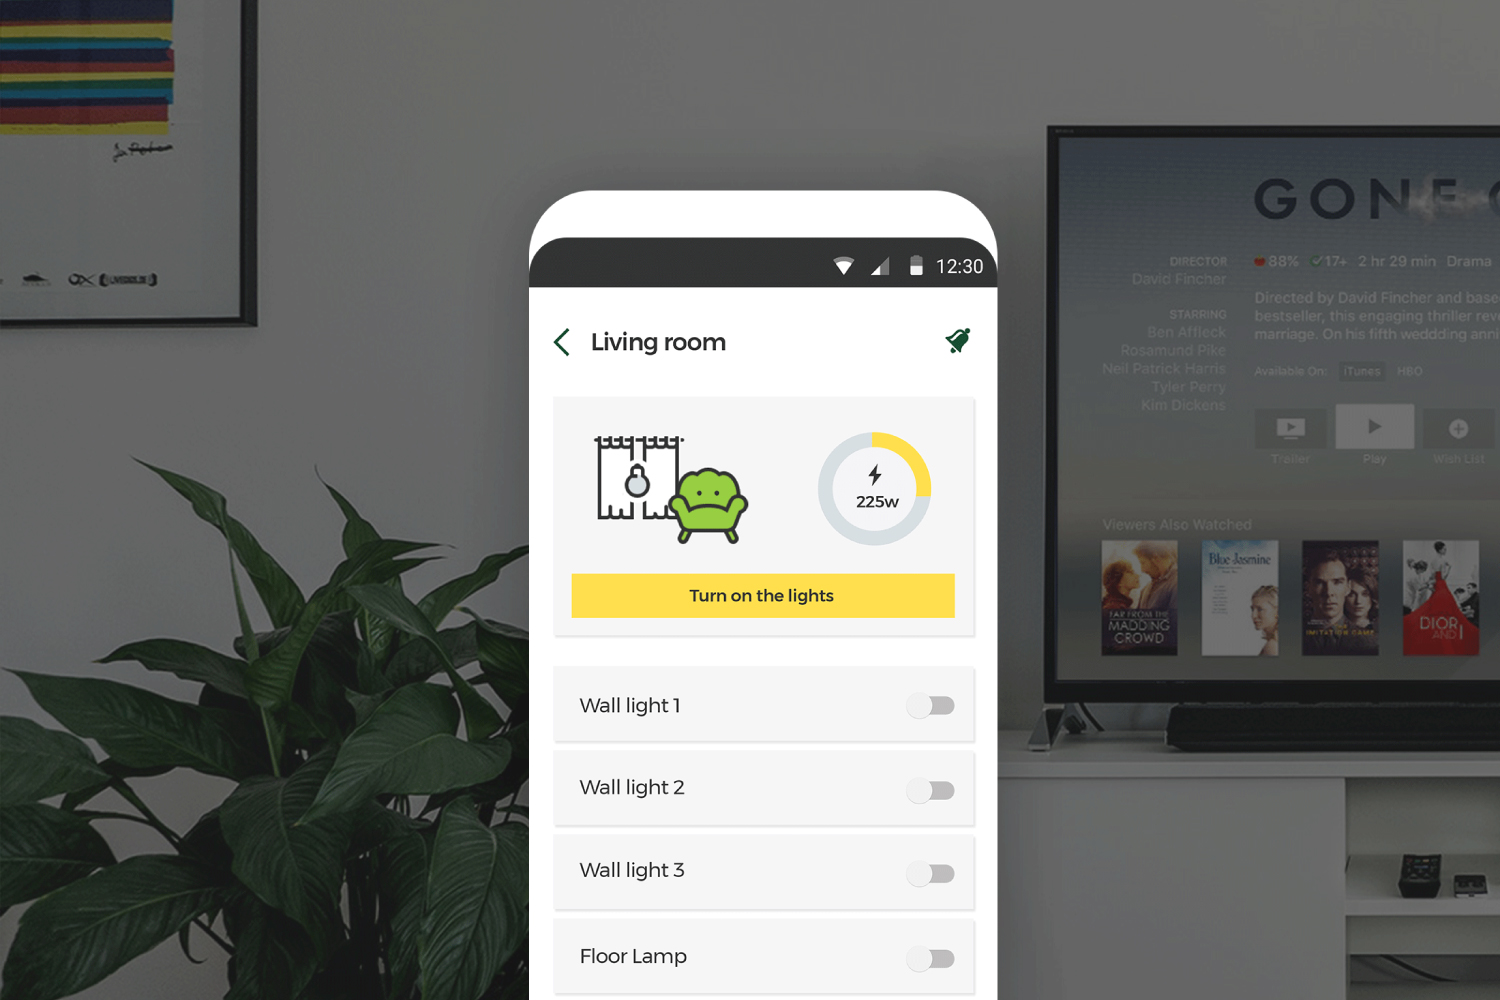 12:30
Living room
225w
Turn on the lights
Wall light 1
Wall light 2
Wall light 3
Floor Lamp
GONE
DIRECTOR
David Fincher
STARRING
Ben Affleck
Rosamund Pike
Neil Patrick Harris
Tyler Perry
Kim Dickens
88% 17+ 2 hr 29 min Drama
Directed by David Fincher and base
bestseller, this engaging thriller rev
marriage. On his fifth weddding anni
Available On: iTunes HBO
Trailer
Play
Wish List
Viewers Also Watched
FAR FROM THE
MADDING
CROWD
Blue Jasmine
THE
IMITATION GAME
DIOR
AND I